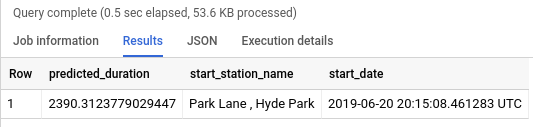 Query complete (0.5 sec elapsed, 53.6 KB processed)
Job information Results JSON Execution details
Row predicted_duration start_station_name start_date
1 2390.3123779029447 Park Lane , Hyde Park 2019-06-20 20:15:08.461283 UTC